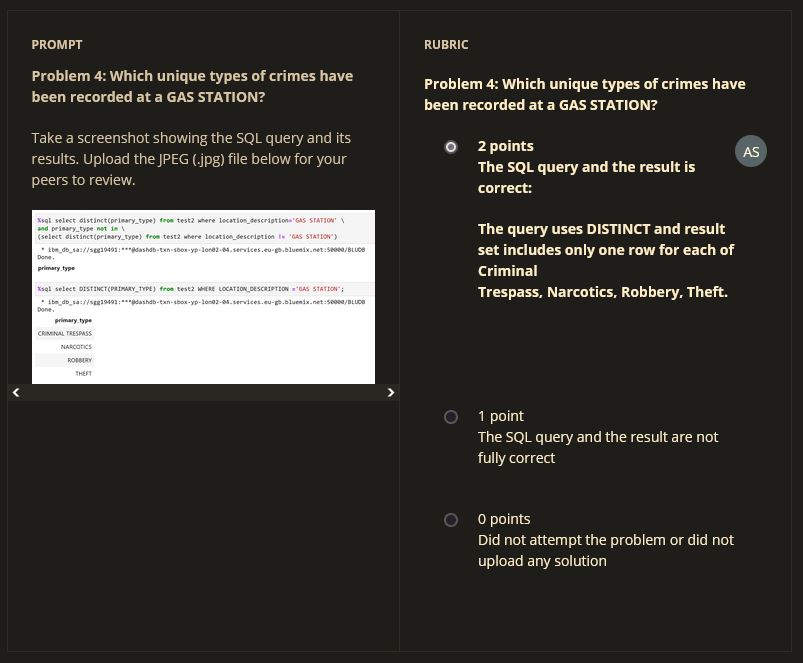 PROMPT
Problem 4: Which unique types of crimes have
been recorded at a GAS STATION?
Take a screenshot showing the SQL query and its
results. Upload the JPEG (.jpg) file below for your
peers to review.
%sql select distinct(primary_type) from test2 where location_description='GAS STATION' \
and primary_type not in \
(select distinct(primary_type) from test2 where location_description != 'GAS STATION')
* ibm_db_sa://sgg19491:***@dashdb-txn-sbox-yp-lon02-04.services.eu-gb.bluemix.net:50000/BLUDB
Done.
primary_type
%sql select DISTINCT(PRIMARY_TYPE) from test2 WHERE LOCATION_DESCRIPTION ='GAS STATION';
* ibm_db_sa://sgg19491:***@dashdb-txn-sbox-yp-lon02-04.services.eu-gb.bluemix.net:50000/BLUDB
Done.
primary_type
CRIMINAL TRESPASS
NARCOTICS
ROBBERY
THEFT
RUBRIC
Problem 4: Which unique types of crimes have
been recorded at a GAS STATION?
2 points
AS
The SQL query and the result is
correct:
The query uses DISTINCT and result
set includes only one row for each of
Criminal
Trespass, Narcotics, Robbery, Theft.
1 point
The SQL query and the result are not
fully correct
0 points
Did not attempt the problem or did not
upload any solution